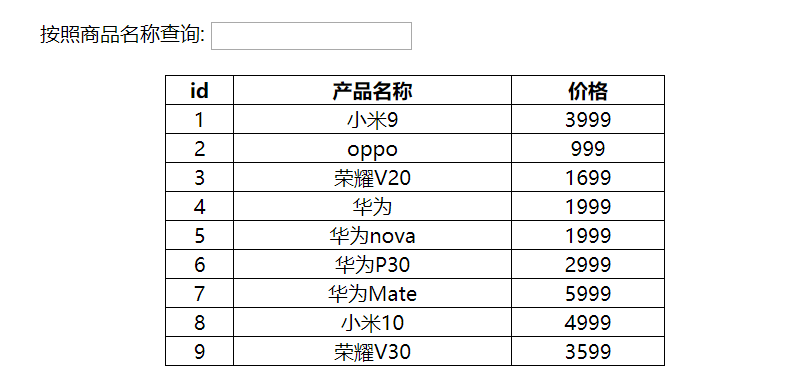 按照商品名称查询:
id 产品名称 价格
1 小米9 3999
2 oppo 999
3 荣耀V20 1699
4 华为 1999
5 华为nova 1999
6 华为P30 2999
7 华为Mate 5999
8 小米10 4999
9 荣耀V30 3599